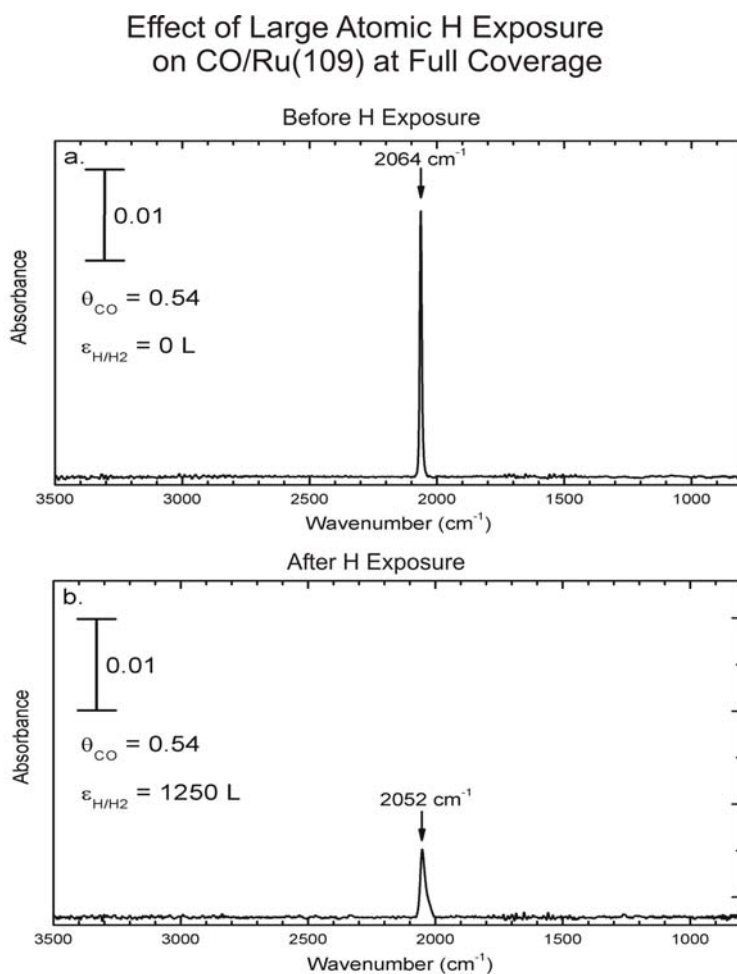 Effect of Large Atomic H Exposure
on CO/Ru(109) at Full Coverage
Before H Exposure
a.
2064 cm⁻¹
0.01
θCO = 0.54
εH/H2 = 0 L
Absorbance
3500 3000 2500 2000 1500 1000
Wavenumber (cm⁻¹)
After H Exposure
b.
0.01
θCO = 0.54
εH/H2 = 1250 L
2052 cm⁻¹
Absorbance
3500 3000 2500 2000 1500 1000
Wavenumber (cm⁻¹)